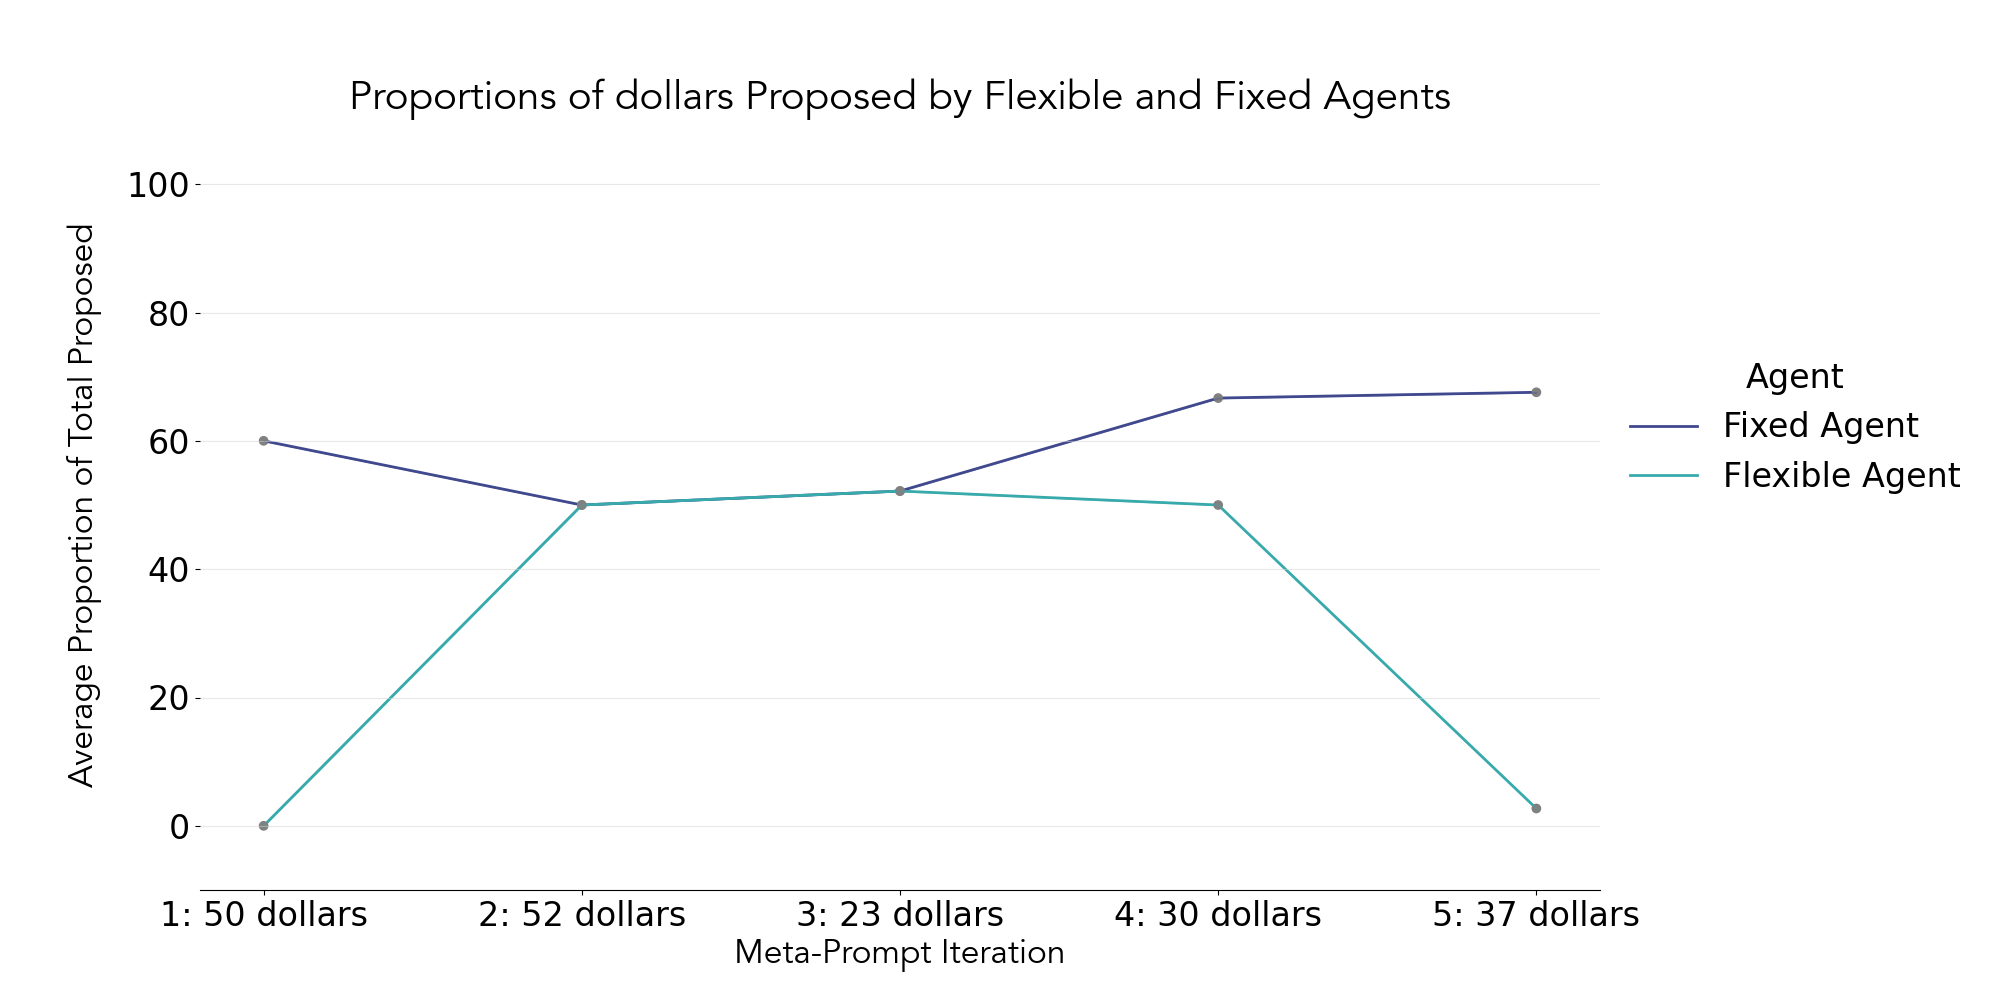 Proportions of dollars Proposed by Flexible and Fixed Agents
Average Proportion of Total Proposed
100
80
60
40
20
0
1: 50 dollars
2: 52 dollars
3: 23 dollars
4: 30 dollars
5: 37 dollars
Meta-Prompt Iteration
Agent
Fixed Agent
Flexible Agent